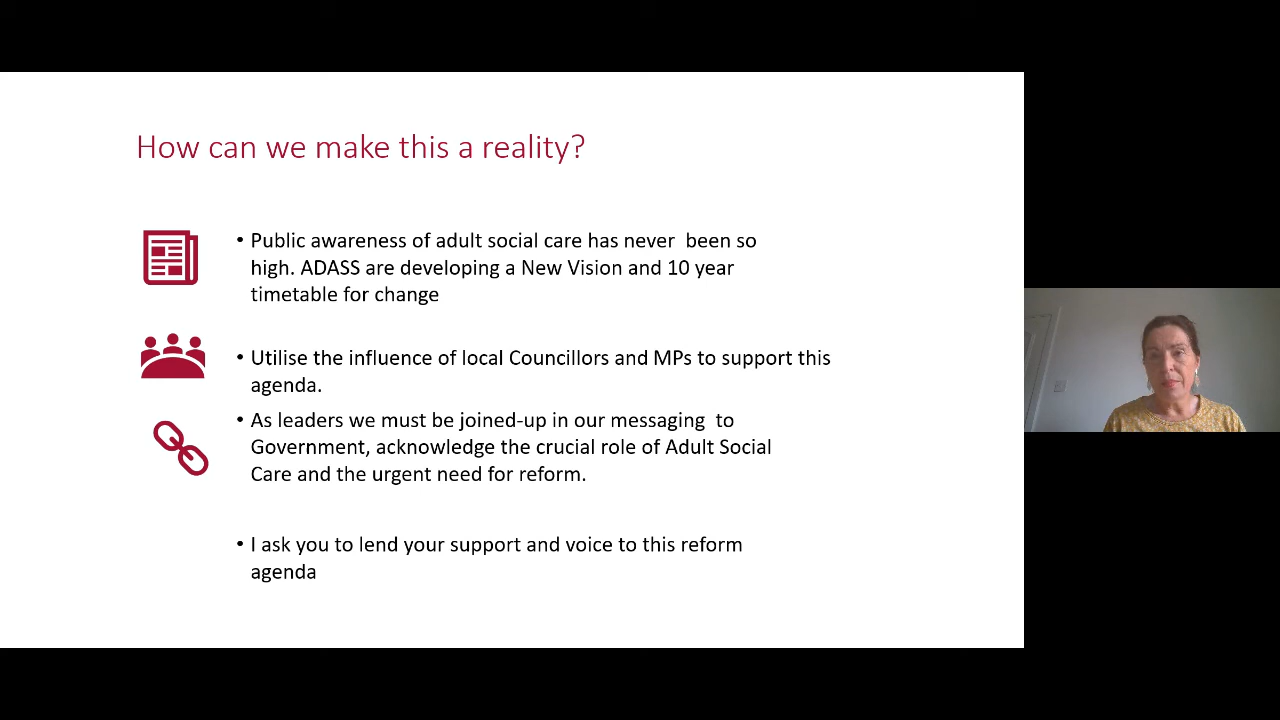 How can we make this a reality?
• Public awareness of adult social care has never  been so
high. ADASS are developing a New Vision and 10 year
timetable for change
• Utilise the influence of local Councillors and MPs to support this
agenda.
• As leaders we must be joined-up in our messaging  to
Government, acknowledge the crucial role of Adult Social
Care and the urgent need for reform.
• I ask you to lend your support and voice to this reform
agenda